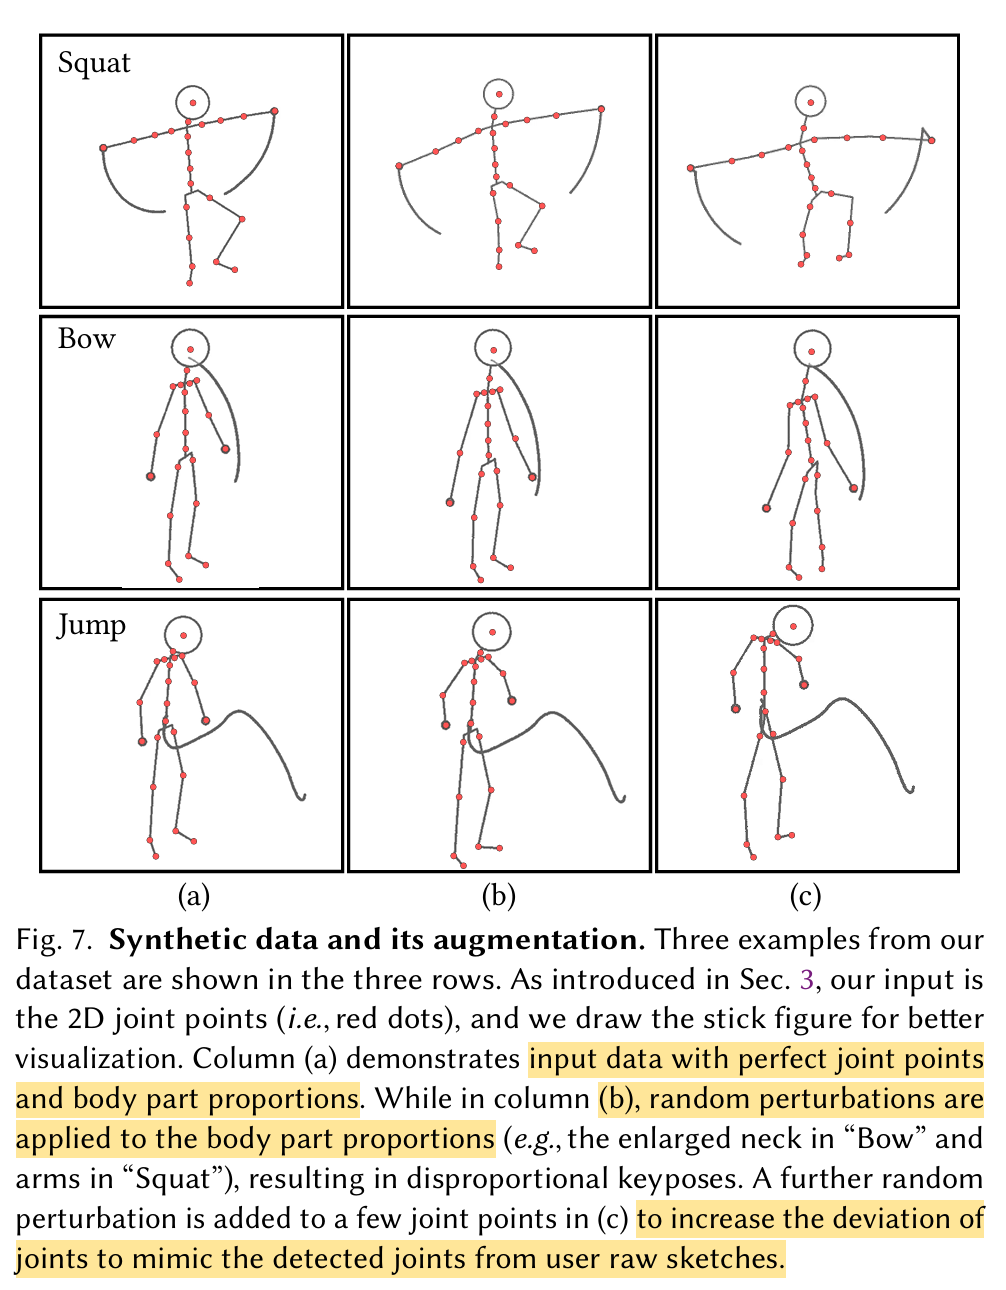 Squat
Bow
Jump
(a)
(b)
(c)
Fig. 7. Synthetic data and its augmentation. Three examples from our
dataset are shown in the three rows. As introduced in Sec. 3, our input is
the 2D joint points (i.e., red dots), and we draw the stick figure for better
visualization. Column (a) demonstrates input data with perfect joint points
and body part proportions. While in column (b), random perturbations are
applied to the body part proportions (e.g., the enlarged neck in “Bow” and
arms in “Squat”), resulting in disproportional keyposes. A further random
perturbation is added to a few joint points in (c) to increase the deviation of
joints to mimic the detected joints from user raw sketches.